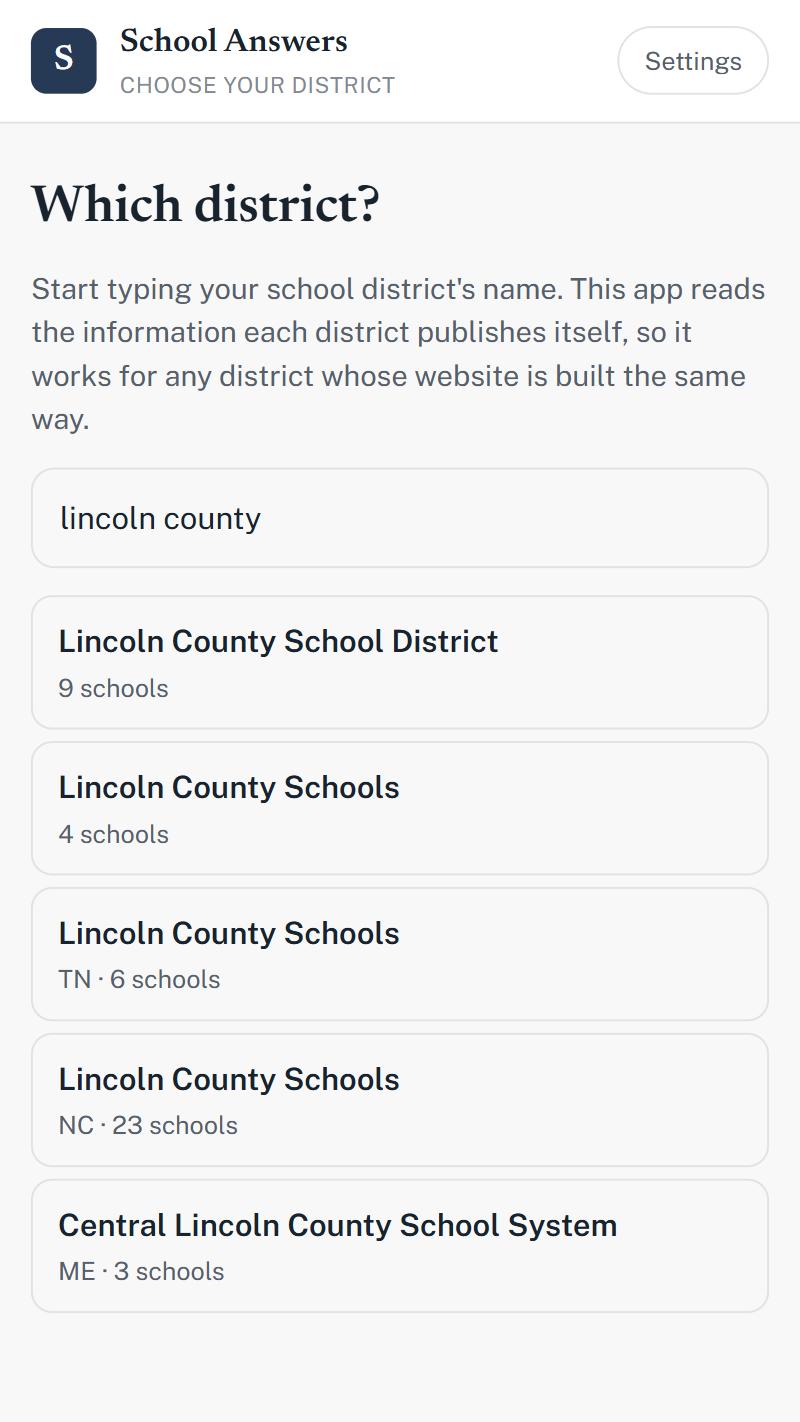 S
School Answers
CHOOSE YOUR DISTRICT
Settings
Which district?
Start typing your school district's name. This app reads
the information each district publishes itself, so it
works for any district whose website is built the same
way.
lincoln county
Lincoln County School District
9 schools
Lincoln County Schools
4 schools
Lincoln County Schools
TN · 6 schools
Lincoln County Schools
NC · 23 schools
Central Lincoln County School System
ME · 3 schools